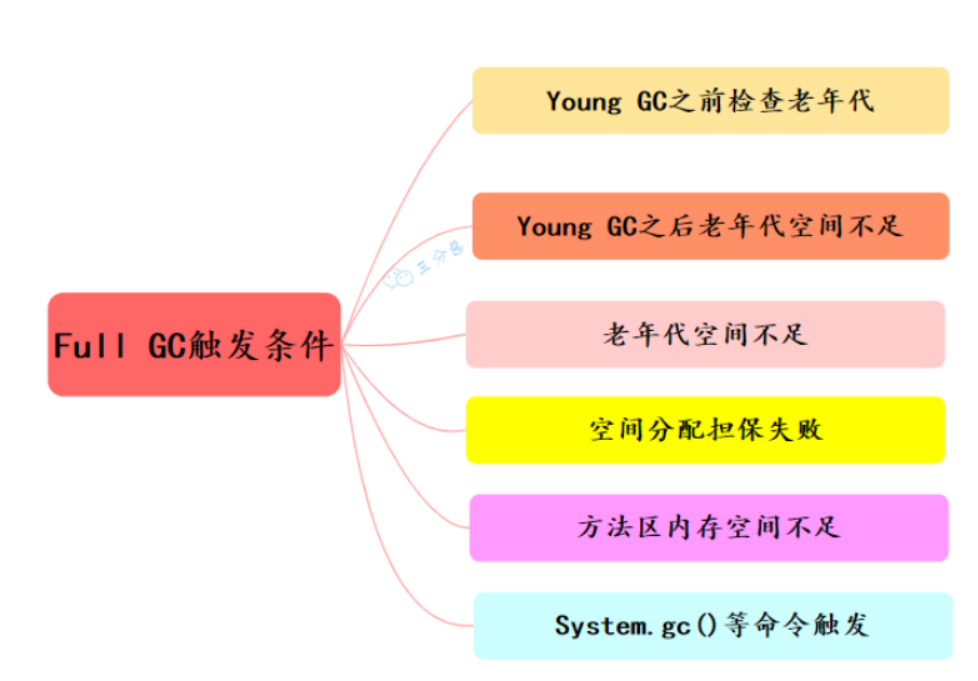 Young GC之前检查老年代
Young GC之后老年代空间不足
三分恶
老年代空间不足
Full GC触发条件
空间分配担保失败
方法区内存空间不足
System.gc()等命令触发